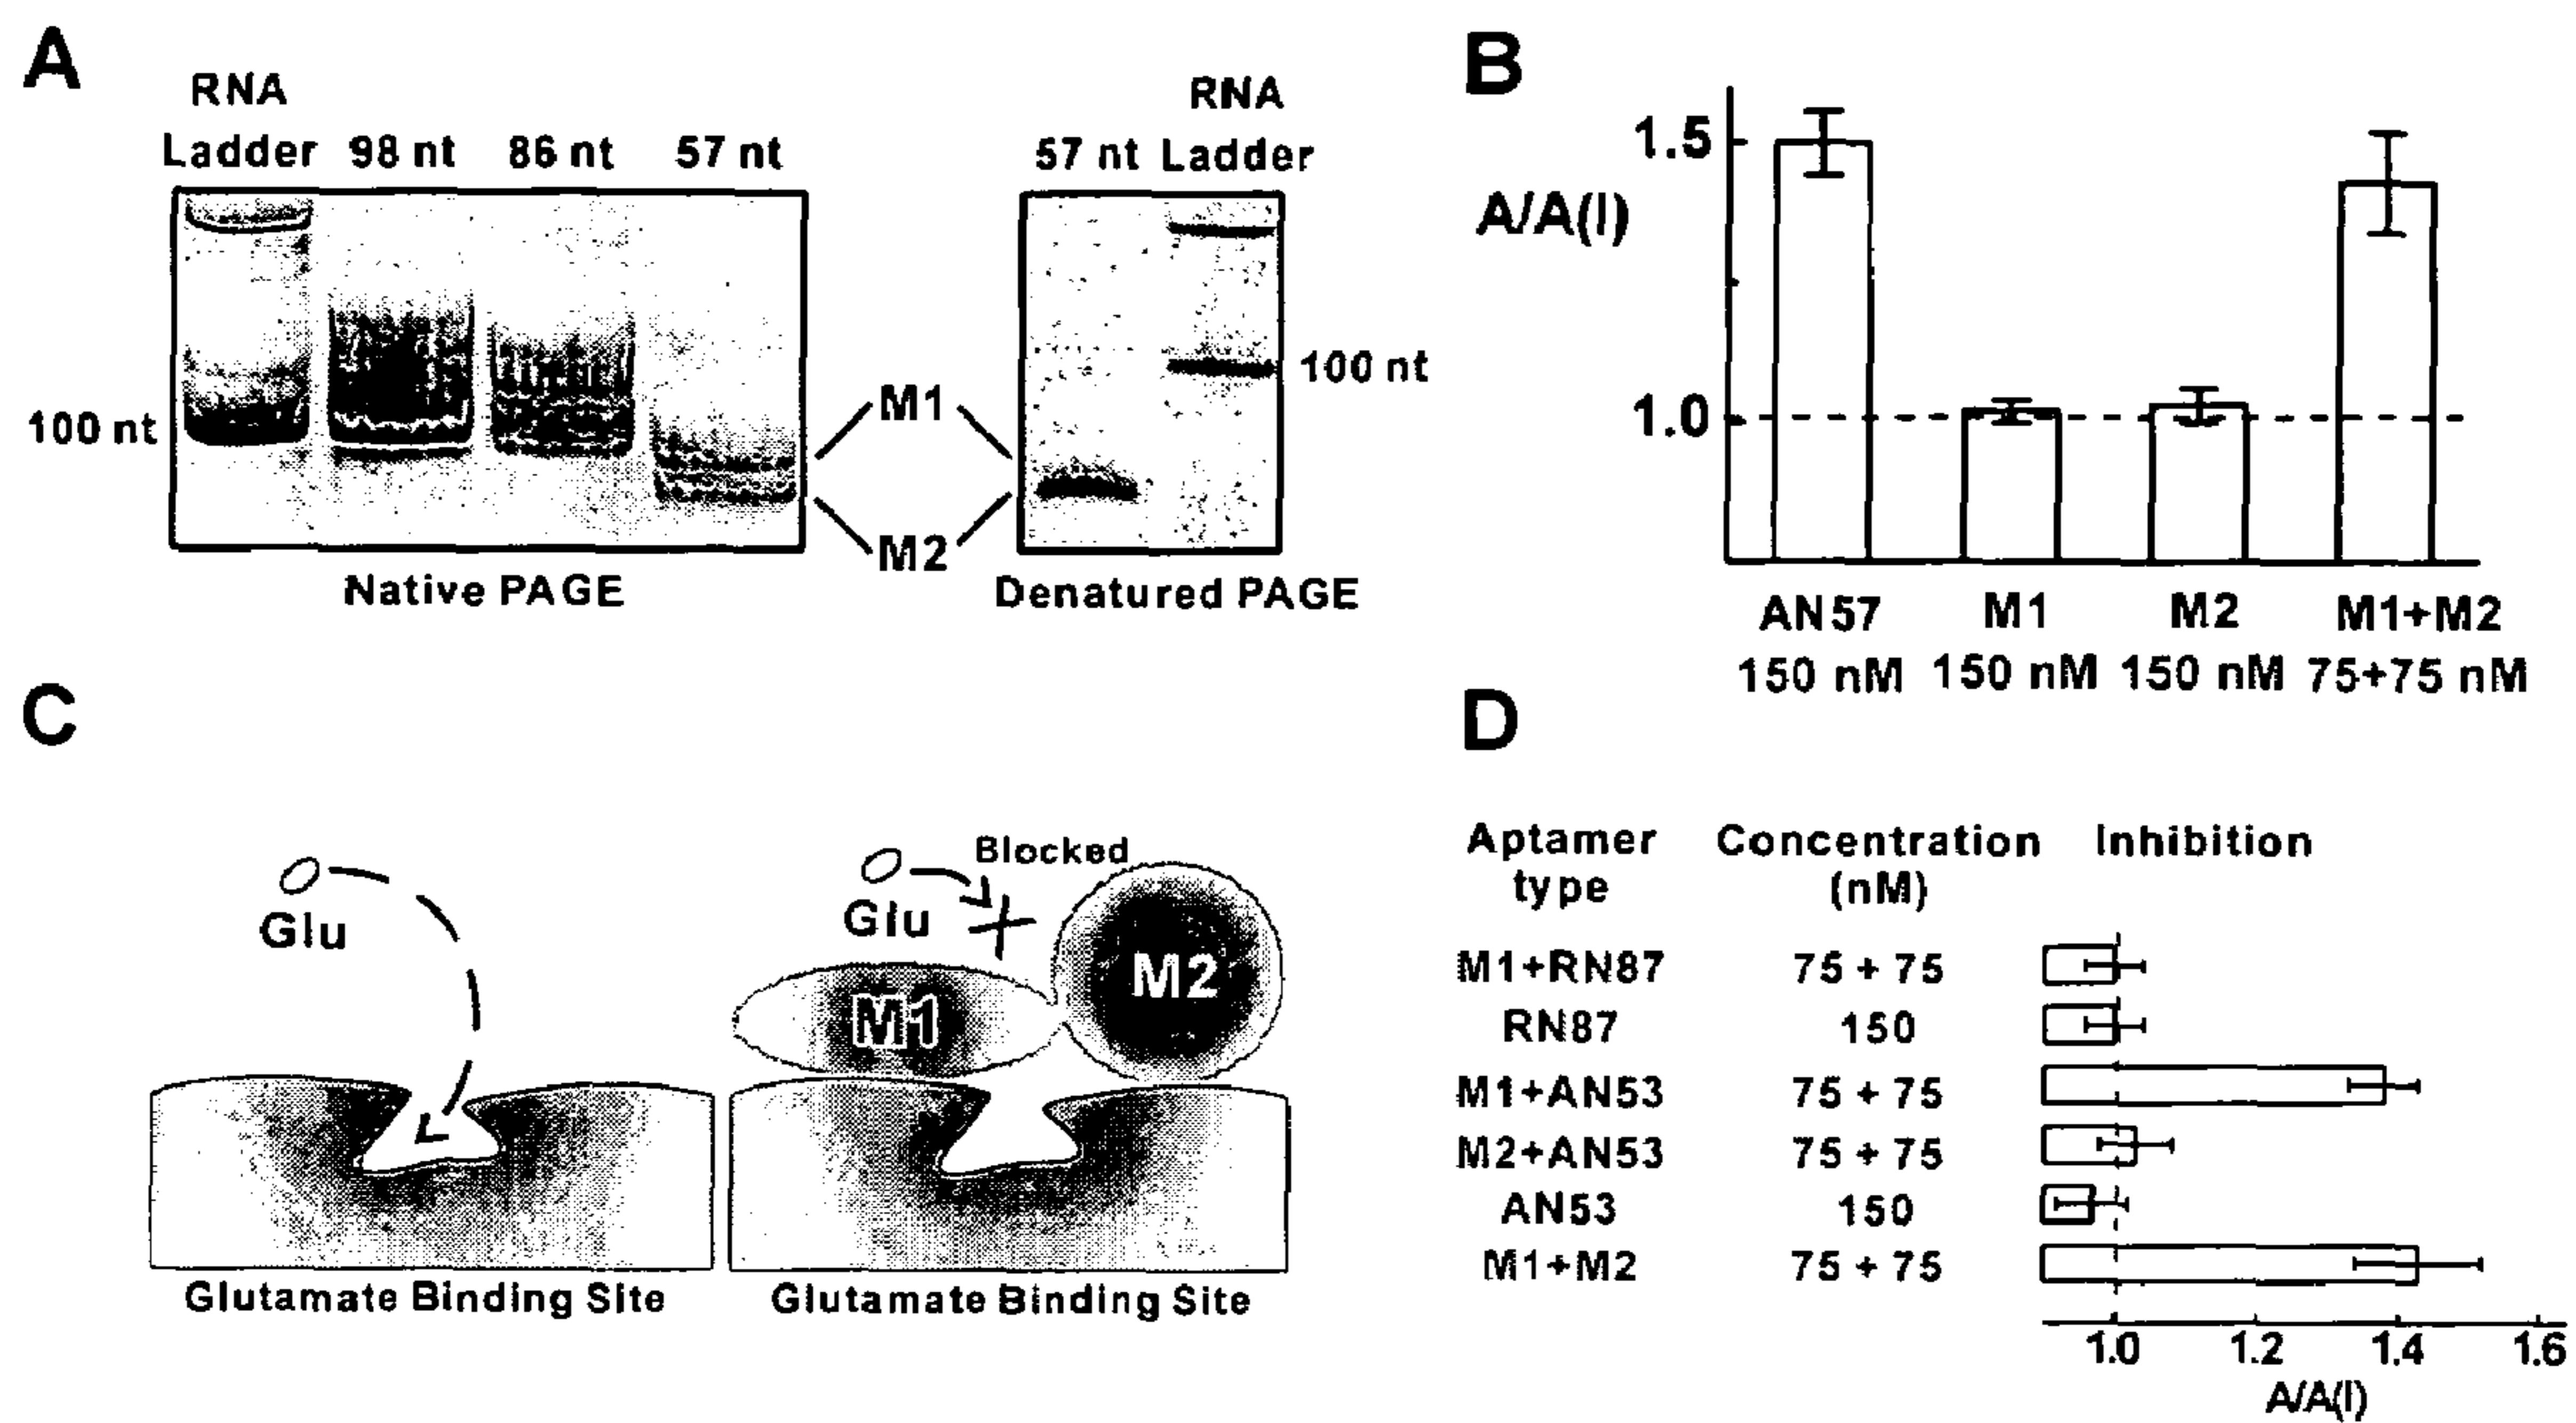 A
RNA
Ladder 98 nt 86 nt 57 nt
100 nt
Native PAGE
M1
M2
RNA
57 nt Ladder
100 nt
Denatured PAGE
B
1.5
A/A(I)
1.0
AN57 M1 M2 M1+M2
150 nM 150 nM 150 nM 75+75 nM
C
Glu
Glutamate Binding Site
Blocked
Glu
M1
M2
Glutamate Binding Site
D
Aptamer Concentration Inhibition
type (nM)
M1+RN87 75 + 75
RN87 150
M1+AN53 75 + 75
M2+AN53 75 + 75
AN53 150
M1+M2 75 + 75
1.0 1.2 1.4 1.6
A/A(I)